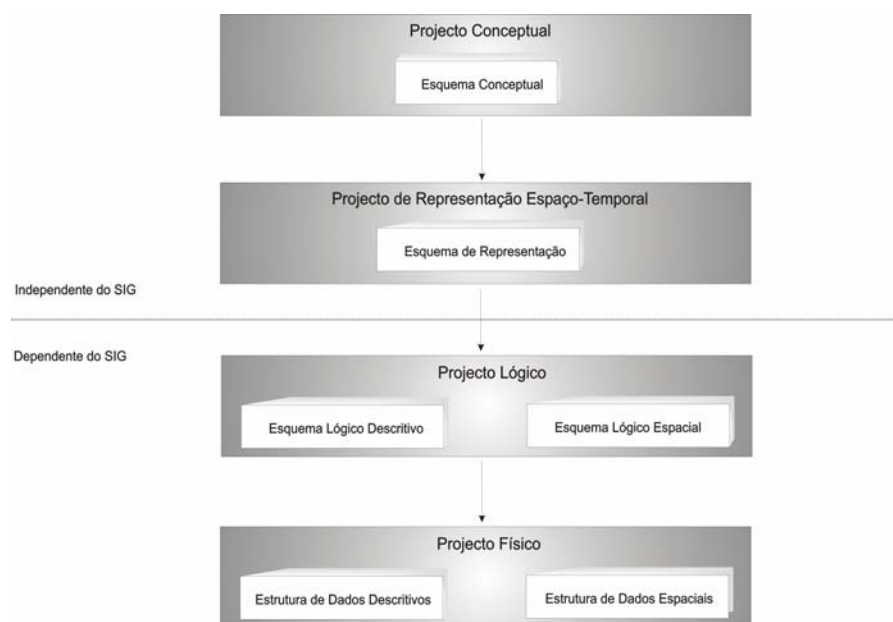 Projecto Conceptual
Esquema Conceptual
Projecto de Representação Espaço-Temporal
Esquema de Representação
Independente do SIG
Dependente do SIG
Projecto Lógico
Esquema Lógico Descritivo
Esquema Lógico Espacial
Projecto Físico
Estrutura de Dados Descritivos
Estrutura de Dados Espaciais